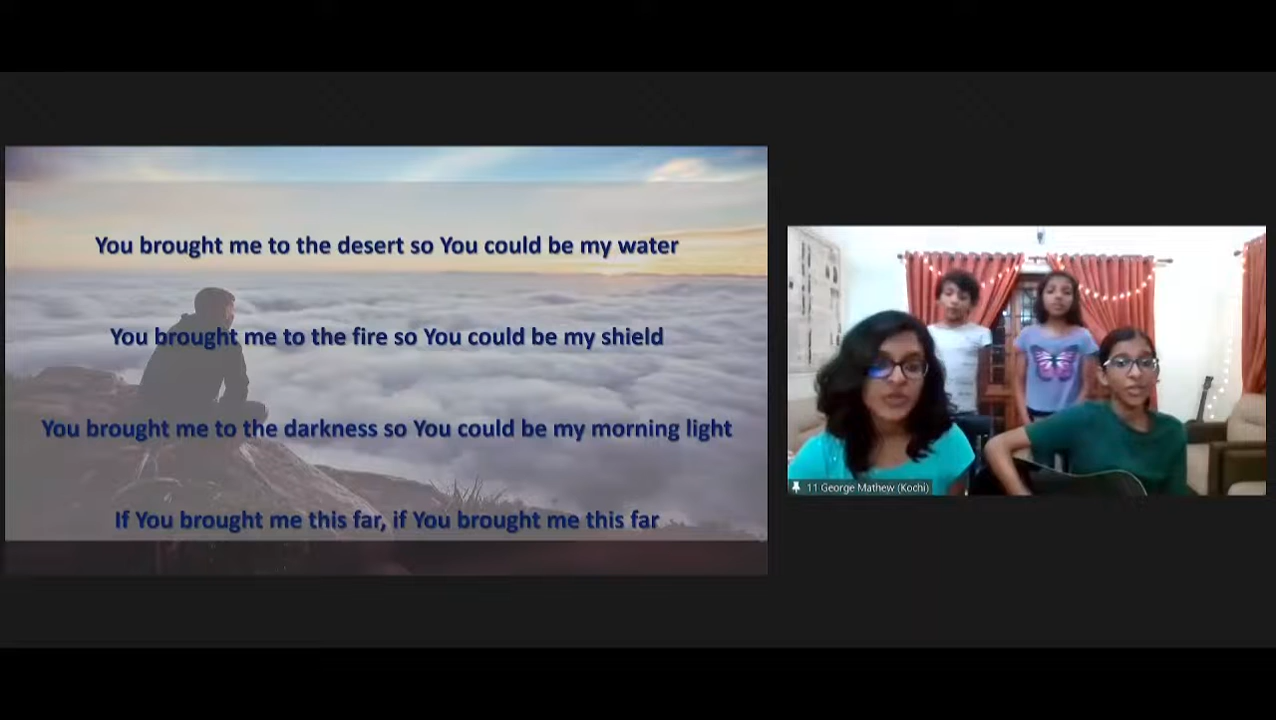 You brought me to the desert so You could be my water
You brought me to the fire so You could be my shield
You brought me to the darkness so You could be my morning light
If You brought me this far, if You brought me this far
11 George Mathew (Kochi)